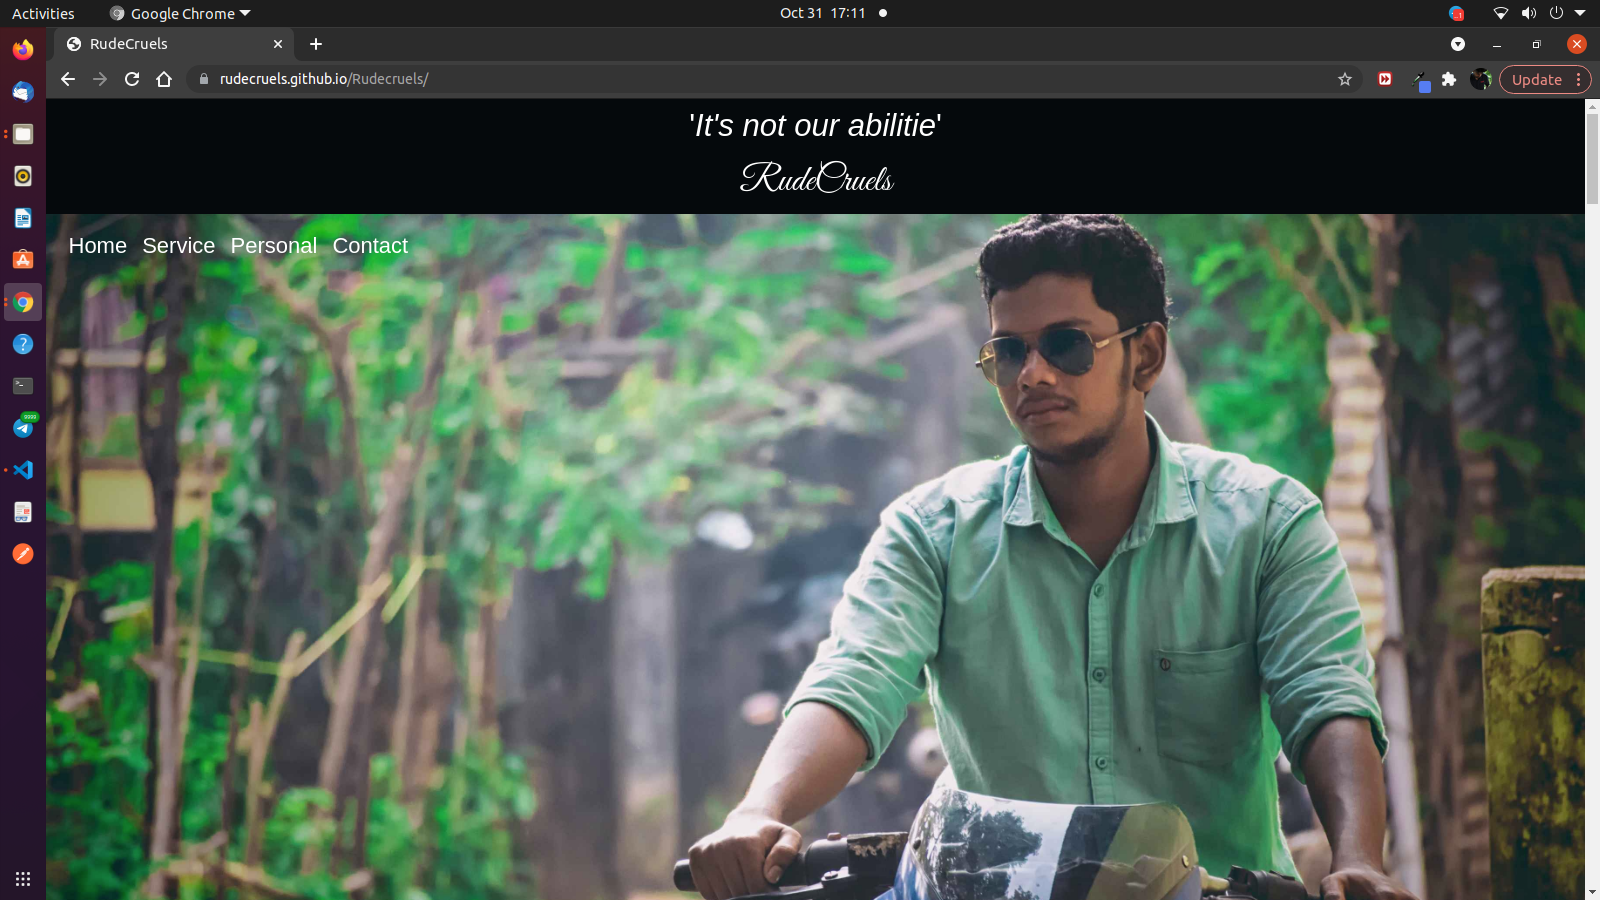 Activities Google Chrome Oct 31 17:11
RudeCruels
rudecruels.github.io/Rudecruels/ Update
'It's not our abilitie'
RudeCruels
Home Service Personal Contact